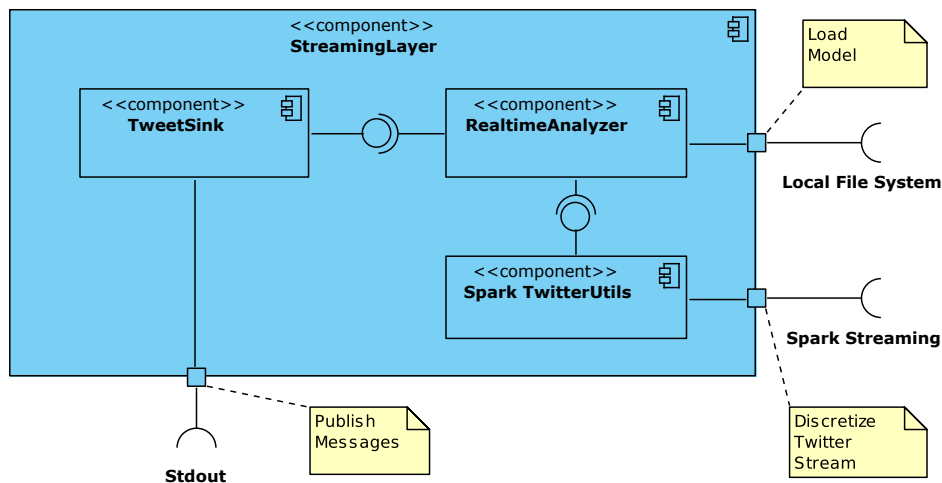 <<component>>
StreamingLayer
Load
Model
<<component>>
TweetSink
<<component>>
RealtimeAnalyzer
Local File System
<<component>>
Spark TwitterUtils
Spark Streaming
Publish
Messages
Discretize
Twitter
Stream
Stdout